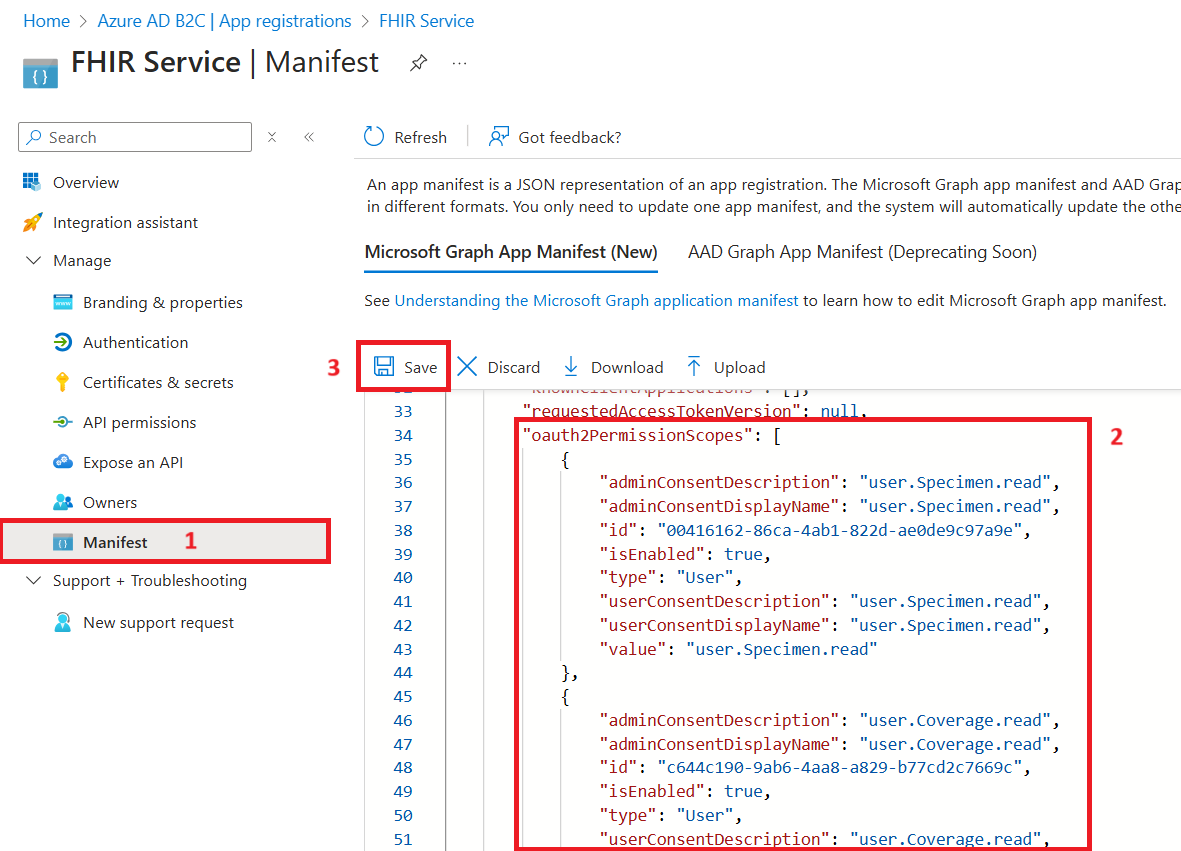 Home > Azure AD B2C | App registrations > FHIR Service
FHIR Service | Manifest
Search
Overview
Integration assistant
Manage
Branding & properties
Authentication
Certificates & secrets
API permissions
Expose an API
Owners
Manifest 1
Support + Troubleshooting
New support request
Refresh
Got feedback?
An app manifest is a JSON representation of an app registration. The Microsoft Graph app manifest and AAD Grap
in different formats. You only need to update one app manifest, and the system will automatically update the othe
Microsoft Graph App Manifest (New)
AAD Graph App Manifest (Deprecating Soon)
See Understanding the Microsoft Graph application manifest to learn how to edit Microsoft Graph app manifest.
3 Save Discard Download Upload
32 "knownClientApplications": [],
33 "requestedAccessTokenVersion": null,
34 "oauth2PermissionScopes": [
2
35 {
36 "adminConsentDescription": "user.Specimen.read",
37 "adminConsentDisplayName": "user.Specimen.read",
38 "id": "00416162-86ca-4ab1-822d-ae0de9c97a9e",
39 "isEnabled": true,
40 "type": "User",
41 "userConsentDescription": "user.Specimen.read",
42 "userConsentDisplayName": "user.Specimen.read",
43 "value": "user.Specimen.read"
44 },
45 {
46 "adminConsentDescription": "user.Coverage.read",
47 "adminConsentDisplayName": "user.Coverage.read",
48 "id": "c644c190-9ab6-4aa8-a829-b77cd2c7669c",
49 "isEnabled": true,
50 "type": "User",
51 "userConsentDescription": "user.Coverage.read",